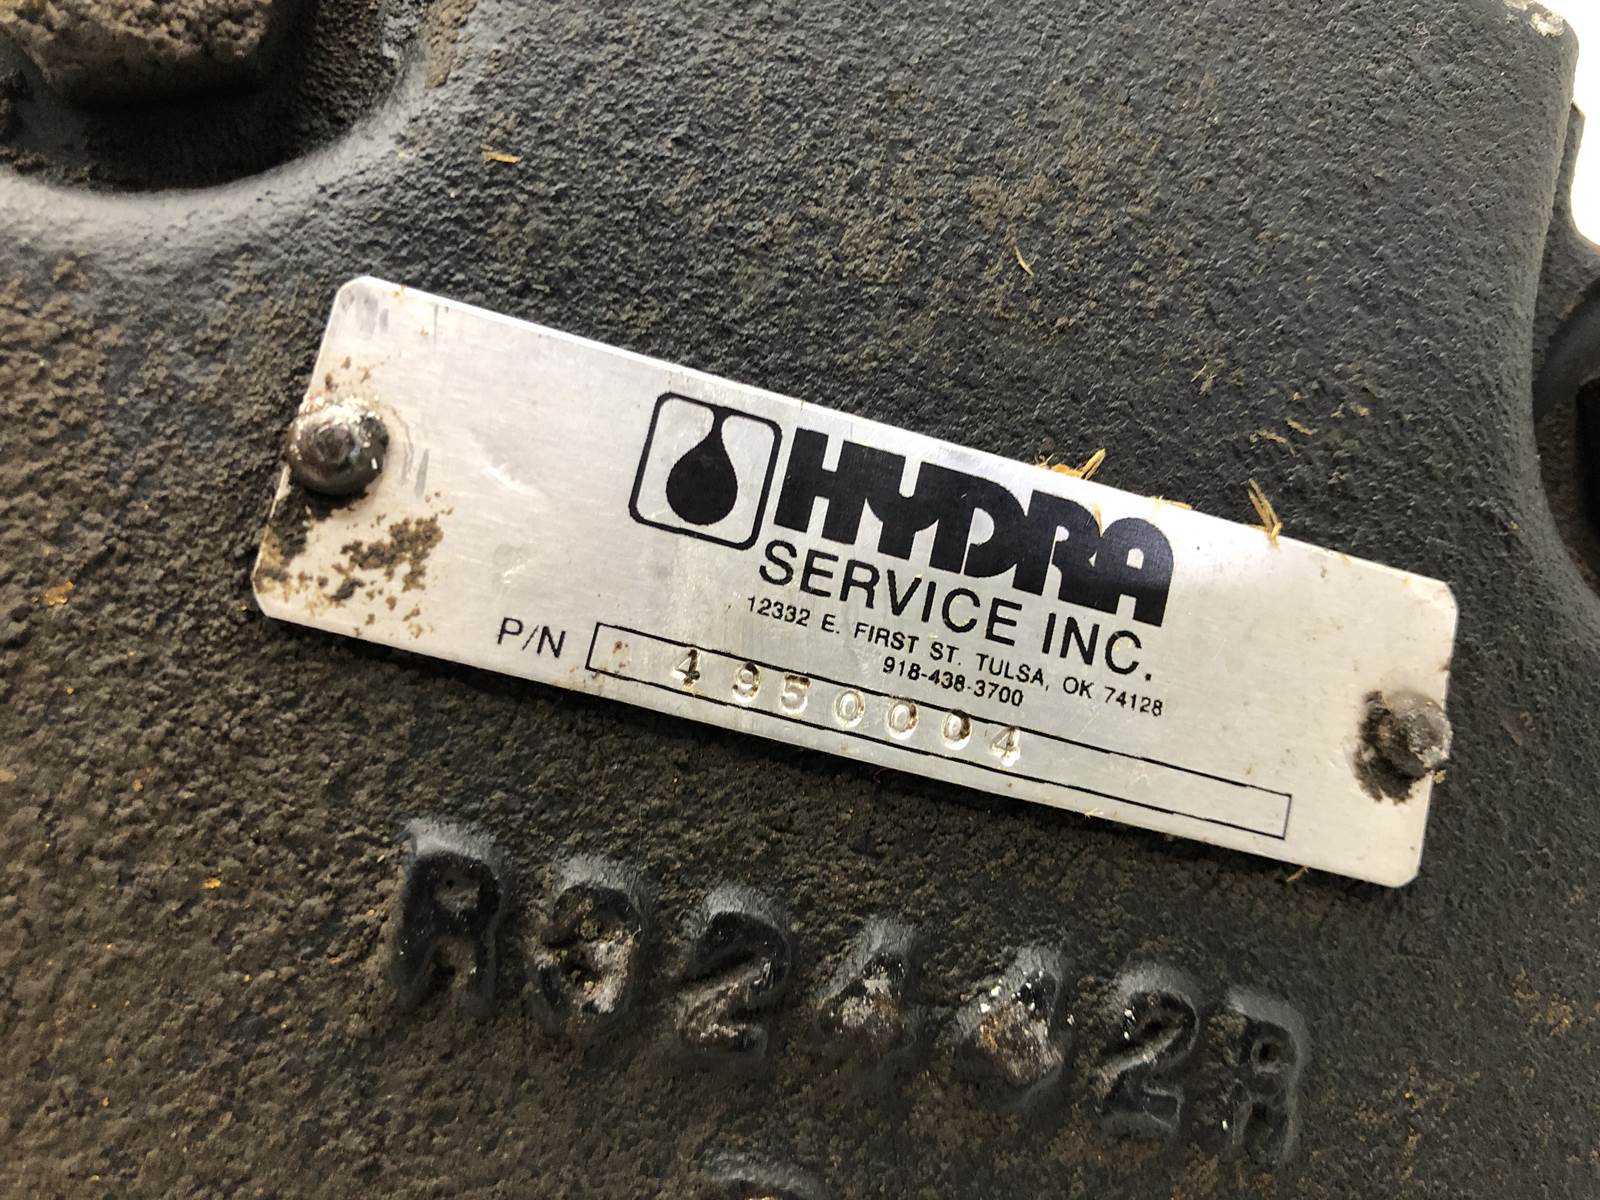 HYDRA
SERVICE INC.
12332 E. FIRST ST. TULSA, OK 74128
918-438-3700
P/N 4950004